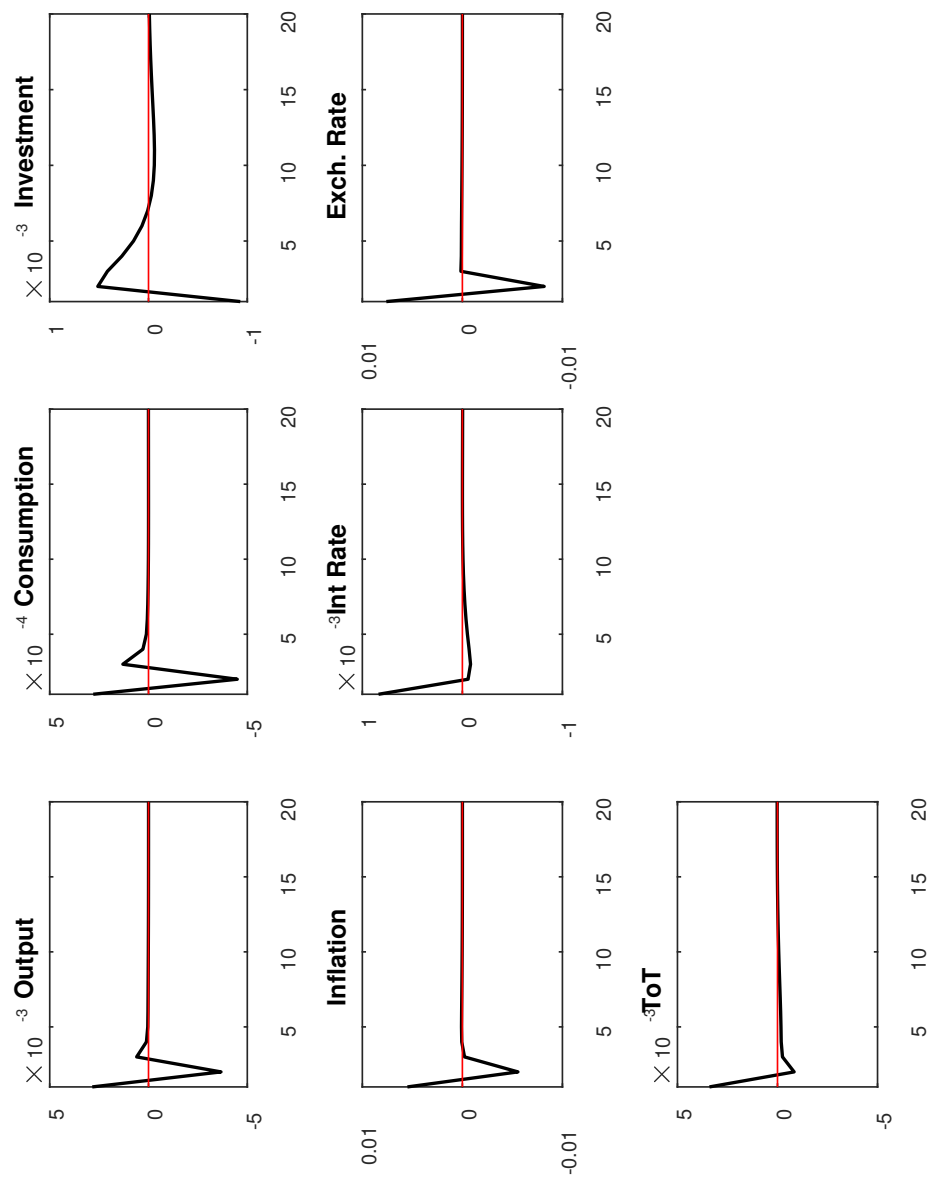 × 10 -3 Output
5
0
-5
5 10 15 20
× 10 -4 Consumption
5
0
-5
5 10 15 20
× 10 -3 Investment
1
0
-1
5 10 15 20
Inflation
0.01
0
-0.01
5 10 15 20
× 10 -3 Int Rate
1
0
-1
5 10 15 20
Exch. Rate
0.01
0
-0.01
5 10 15 20
× 10 -3 ToT
5
0
-5
5 10 15 20